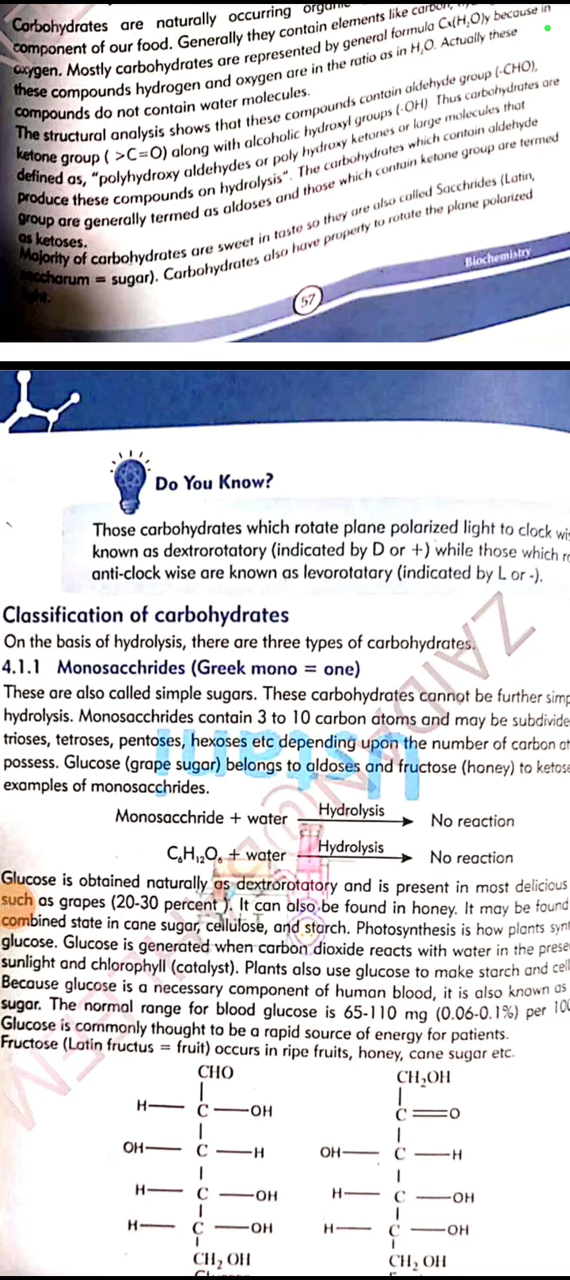 Carbohydrates are naturally occurring organic
component of our food. Generally they contain elements like carbon,
oxygen. Mostly carbohydrates are represented by general formula Cx(H₂O)y because in
these compounds hydrogen and oxygen are in the ratio as in H₂O. Actually these
compounds do not contain water molecules.
The structural analysis shows that these compounds contain aldehyde group (-CHO),
ketone group ( >C=O) along with alcoholic hydroxyl groups (-OH) Thus carbohydrates are
defined as, "polyhydroxy aldehydes or poly hydroxy ketones or large molecules that
produce these compounds on hydrolysis". The carbohydrates which contain aldehyde
group are generally termed as aldoses and those which contain ketone group are termed
as ketoses.
Majority of carbohydrates are sweet in taste so they are also called Sacchrides (Latin,
saccharum = sugar). Carbohydrates also have property to rotate the plane polarized
light.
Biochemistry
57
Do You Know?
Those carbohydrates which rotate plane polarized light to clock wi
known as dextrorotatory (indicated by D or +) while those which r
anti-clock wise are known as levorotatary (indicated by L or -).
Classification of carbohydrates
On the basis of hydrolysis, there are three types of carbohydrates.
4.1.1 Monosacchrides (Greek mono = one)
These are also called simple sugars. These carbohydrates cannot be further simp
hydrolysis. Monosacchrides contain 3 to 10 carbon atoms and may be subdivide
trioses, tetroses, pentoses, hexoses etc depending upon the number of carbon at
possess. Glucose (grape sugar) belongs to aldoses and fructose (honey) to ketose
examples of monosacchrides.
Monosacchride + water Hydrolysis No reaction
C₆H₁₂O₆ + water Hydrolysis No reaction
Glucose is obtained naturally as dextrorotatory and is present in most delicious
such as grapes (20-30 percent ). It can also be found in honey. It may be found
combined state in cane sugar, cellulose, and starch. Photosynthesis is how plants synt
glucose. Glucose is generated when carbon dioxide reacts with water in the prese
sunlight and chlorophyll (catalyst). Plants also use glucose to make starch and cell
Because glucose is a necessary component of human blood, it is also known as
sugar. The normal range for blood glucose is 65-110 mg (0.06-0.1%) per 100
Glucose is commonly thought to be a rapid source of energy for patients.
Fructose (Latin fructus = fruit) occurs in ripe fruits, honey, cane sugar etc.
CHO CH₂OH
H — C — OH C = O
OH — C — H OH — C — H
H — C — OH H — C — OH
H — C — OH H — C — OH
CH₂ OH CH₂ OH